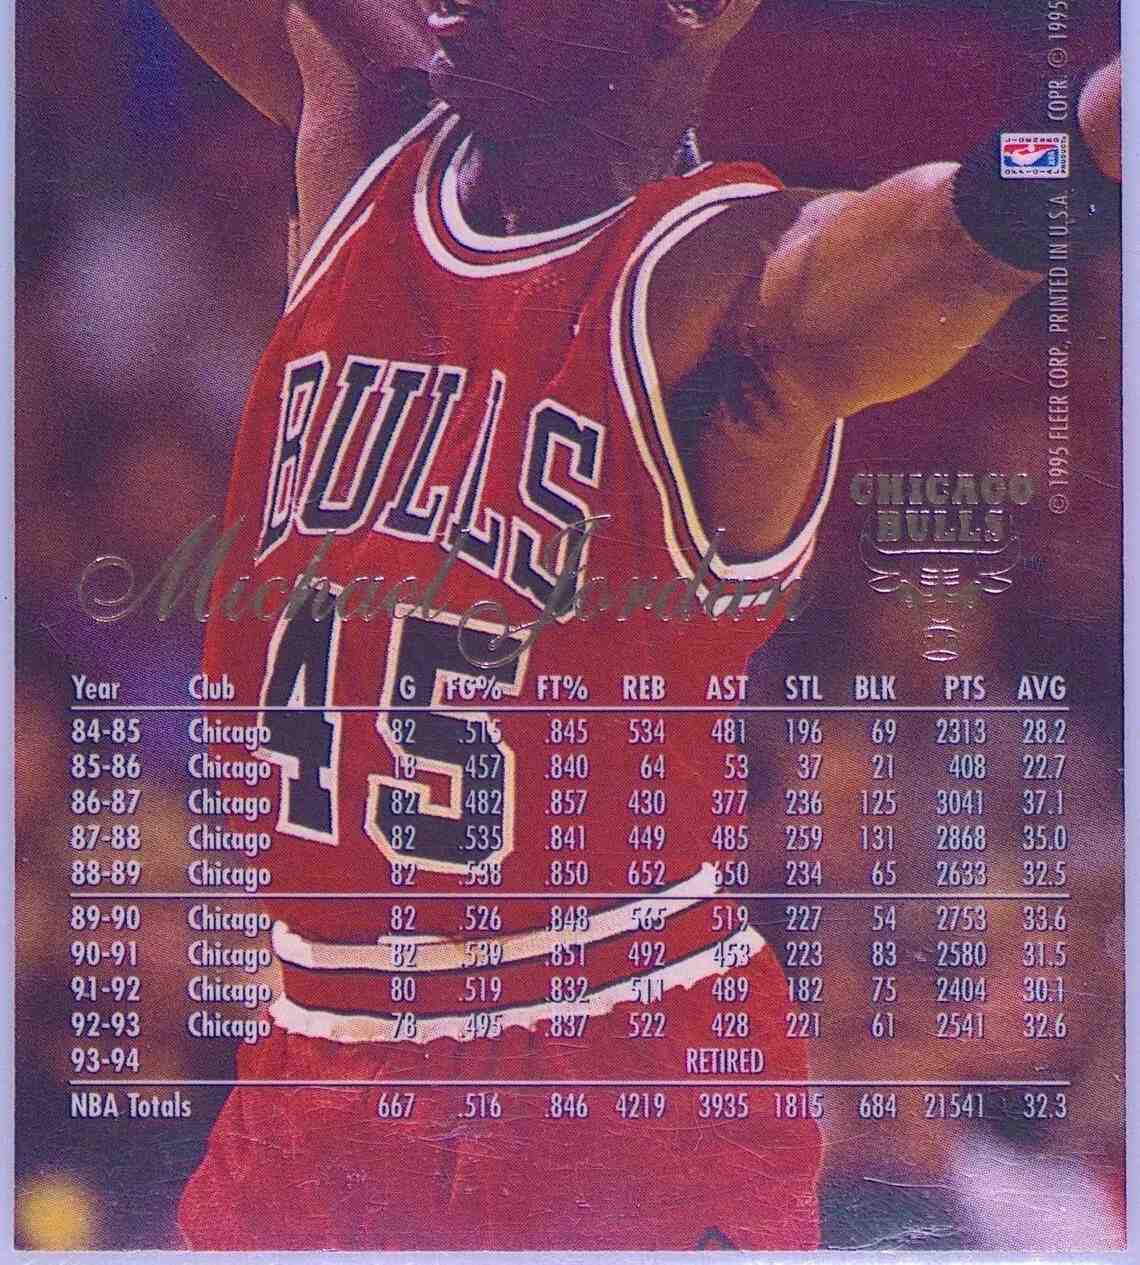 © 1995 FLEER CORP., PRINTED IN U.S.A. COPR. © 1995
OFFICIAL LICENSED PRODUCT
NBA
BULLS
45
CHICAGO
BULLS
Michael Jordan
Year Club G FG% FT% REB AST STL BLK PTS AVG
84-85 Chicago 82 .515 .845 534 481 196 69 2313 28.2
85-86 Chicago 18 .457 .840 64 53 37 21 408 22.7
86-87 Chicago 82 .482 .857 430 377 236 125 3041 37.1
87-88 Chicago 82 .535 .841 449 485 259 131 2868 35.0
88-89 Chicago 82 .538 .850 652 650 234 65 2633 32.5
89-90 Chicago 82 .526 .848 565 519 227 54 2753 33.6
90-91 Chicago 82 .539 .851 492 453 223 83 2580 31.5
91-92 Chicago 80 .519 .832 511 489 182 75 2404 30.1
92-93 Chicago 78 .495 .837 522 428 221 61 2541 32.6
93-94 RETIRED
NBA Totals 667 .516 .846 4219 3935 1815 684 21541 32.3